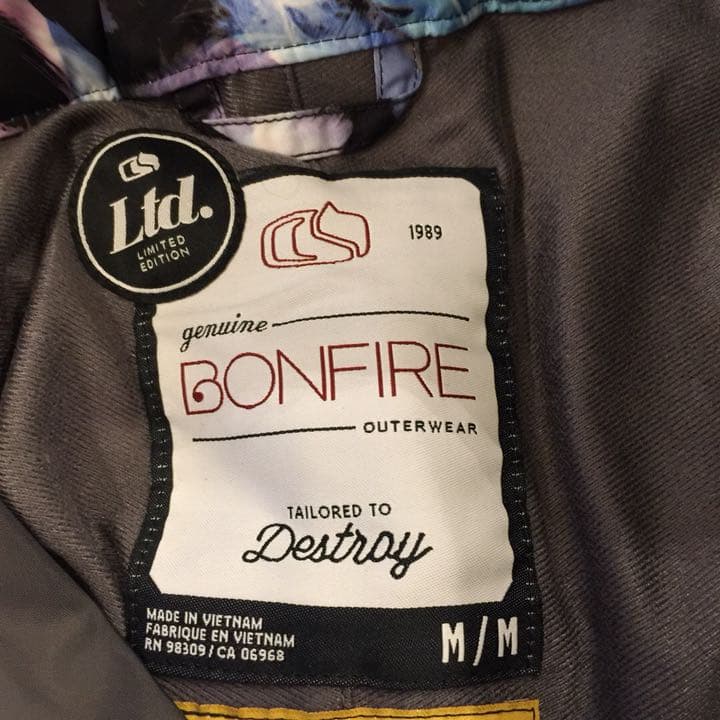 Ltd.
LIMITED
EDITION
1989
genuine
BONFIRE
OUTERWEAR
TAILORED TO
Destroy
MADE IN VIETNAM
FABRIQUE EN VIETNAM
RN 98309/CA 06968
M/M